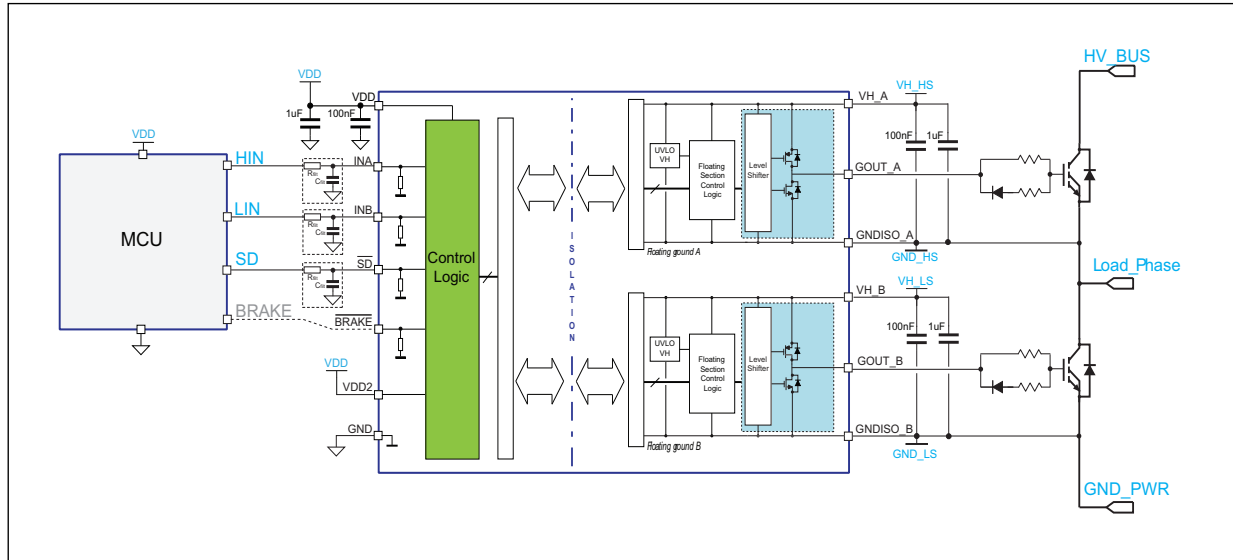 VDD
MCU
HIN
LIN
SD
BRAKE
VDD
1uF
100nF
VDD
INA
INB
SD
BRAKE
VDD
VDD2
GND
Control
Logic
ISOLATION
UVLO
VH
Floating
Section
Control
Logic
Level
Shifter
Floating ground A
UVLO
VH
Floating
Section
Control
Logic
Level
Shifter
Floating ground B
VH_A
GOUT_A
GNDISO_A
VH_B
GOUT_B
GNDISO_B
VH_HS
100nF
1uF
GND_HS
VH_LS
100nF
1uF
GND_LS
HV_BUS
Load_Phase
GND_PWR